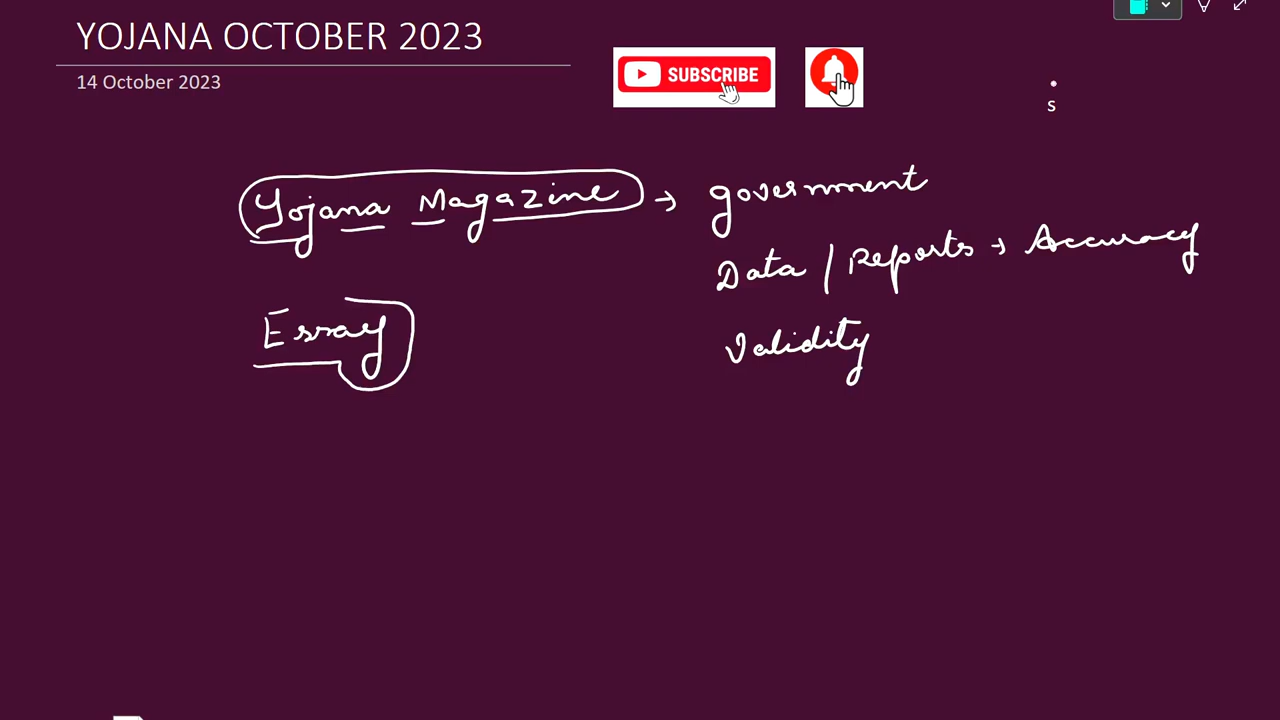 YOJANA OCTOBER 2023
14 October 2023
SUBSCRIBE
s
Yojana Magazine → government
Data / Reports → Accuracy
Essay
Validity